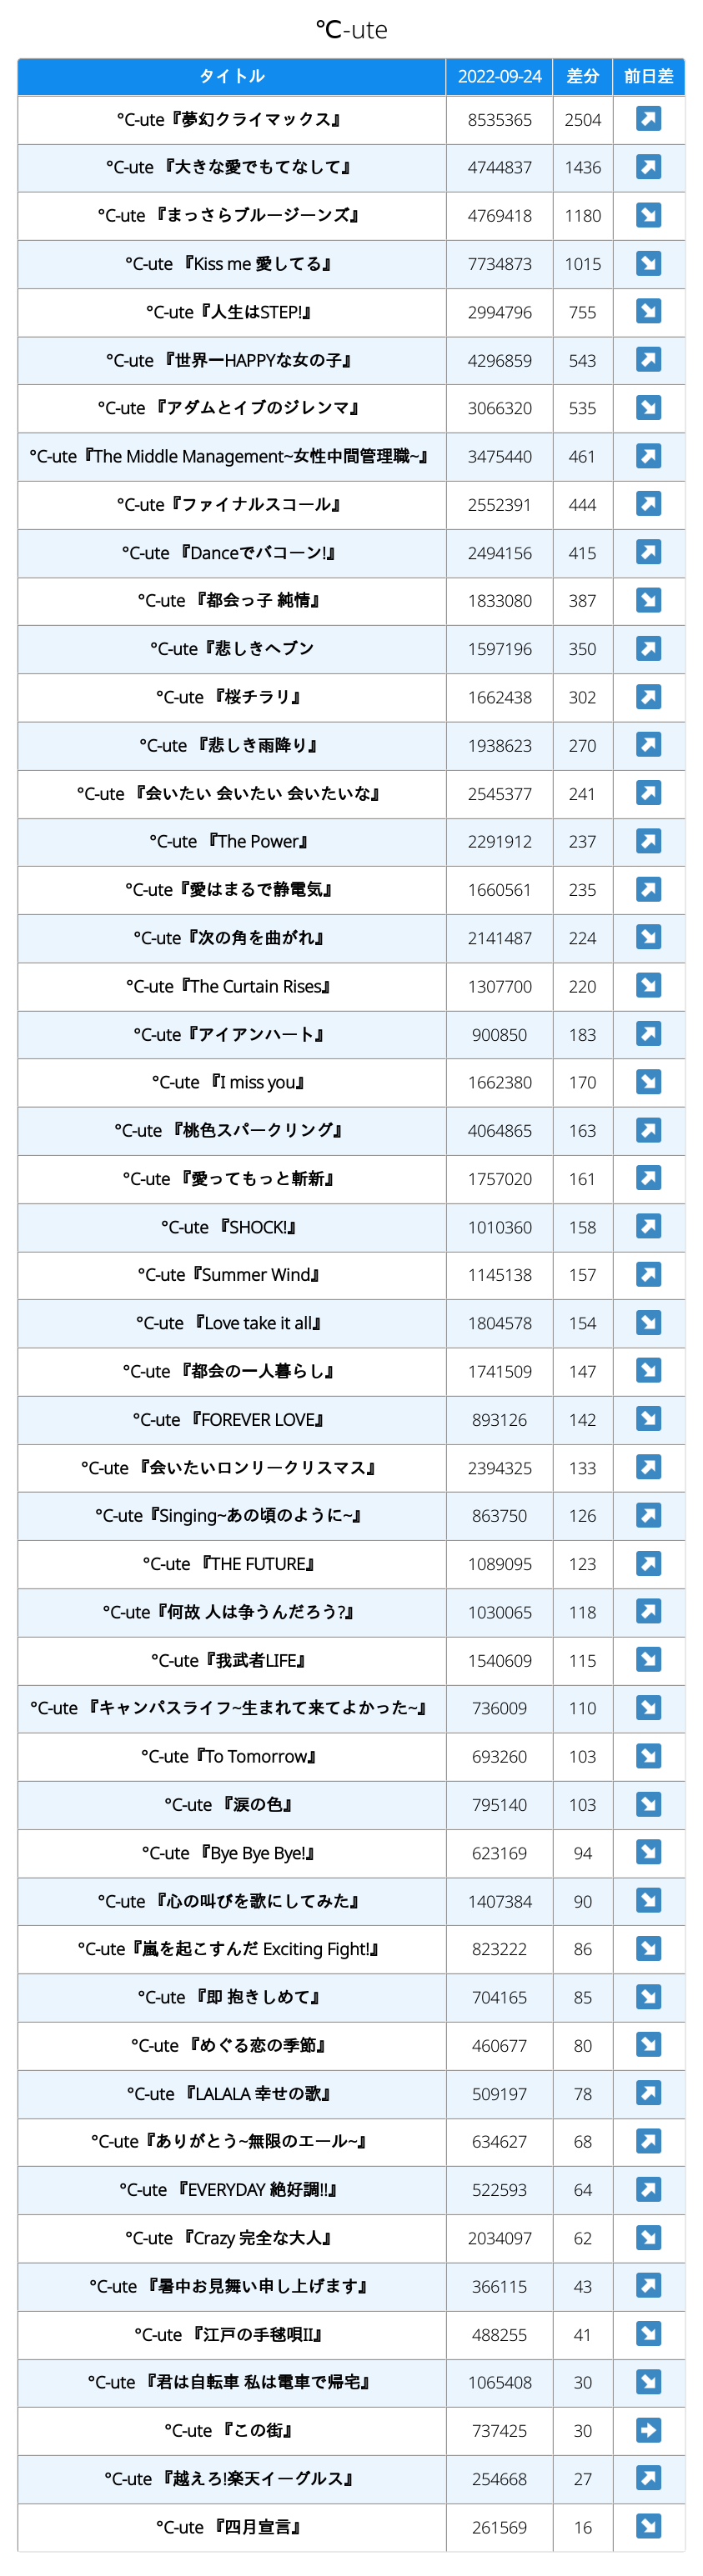 ℃-ute
タイトル 2022-09-24 差分 前日差
℃-ute『夢幻クライマックス』 8535365 2504 ↗
℃-ute 『大きな愛でもてなして』 4744837 1436 ↗
℃-ute 『まっさらブルージーンズ』 4769418 1180 ↘
℃-ute 『Kiss me 愛してる』 7734873 1015 ↘
℃-ute『人生はSTEP!』 2994796 755 ↘
℃-ute 『世界一HAPPYな女の子』 4296859 543 ↗
℃-ute 『アダムとイブのジレンマ』 3066320 535 ↘
℃-ute『The Middle Management~女性中間管理職~』 3475440 461 ↗
℃-ute『ファイナルスコール』 2552391 444 ↗
℃-ute 『Danceでバコーン!』 2494156 415 ↗
℃-ute 『都会っ子 純情』 1833080 387 ↘
℃-ute『悲しきヘブン 1597196 350 ↗
℃-ute 『桜チラリ』 1662438 302 ↗
℃-ute 『悲しき雨降り』 1938623 270 ↗
℃-ute 『会いたい 会いたい 会いたいな』 2545377 241 ↗
℃-ute 『The Power』 2291912 237 ↗
℃-ute『愛はまるで静電気』 1660561 235 ↗
℃-ute『次の角を曲がれ』 2141487 224 ↘
℃-ute『The Curtain Rises』 1307700 220 ↘
℃-ute『アイアンハート』 900850 183 ↗
℃-ute 『I miss you』 1662380 170 ↘
℃-ute 『桃色スパークリング』 4064865 163 ↗
℃-ute 『愛ってもっと斬新』 1757020 161 ↗
℃-ute 『SHOCK!』 1010360 158 ↗
℃-ute『Summer Wind』 1145138 157 ↗
℃-ute 『Love take it all』 1804578 154 ↘
℃-ute 『都会の一人暮らし』 1741509 147 ↘
℃-ute 『FOREVER LOVE』 893126 142 ↘
℃-ute 『会いたいロンリークリスマス』 2394325 133 ↗
℃-ute『Singing~あの頃のように~』 863750 126 ↗
℃-ute 『THE FUTURE』 1089095 123 ↗
℃-ute『何故 人は争うんだろう?』 1030065 118 ↗
℃-ute『我武者LIFE』 1540609 115 ↘
℃-ute 『キャンパスライフ~生まれて来てよかった~』 736009 110 ↘
℃-ute『To Tomorrow』 693260 103 ↘
℃-ute 『涙の色』 795140 103 ↘
℃-ute 『Bye Bye Bye!』 623169 94 ↘
℃-ute 『心の叫びを歌にしてみた』 1407384 90 ↘
℃-ute『嵐を起こすんだ Exciting Fight!』 823222 86 ↘
℃-ute 『即 抱きしめて』 704165 85 ↘
℃-ute 『めぐる恋の季節』 460677 80 ↘
℃-ute 『LALALA 幸せの歌』 509197 78 ↗
℃-ute『ありがとう~無限のエール~』 634627 68 ↗
℃-ute 『EVERYDAY 絶好調!!』 522593 64 ↗
℃-ute 『Crazy 完全な大人』 2034097 62 ↘
℃-ute 『暑中お見舞い申し上げます』 366115 43 ↗
℃-ute 『江戸の手毬唄II』 488255 41 ↘
℃-ute 『君は自転車 私は電車で帰宅』 1065408 30 ↘
℃-ute 『この街』 737425 30 →
℃-ute 『越えろ!楽天イーグルス』 254668 27 ↗
℃-ute 『四月宣言』 261569 16 ↘